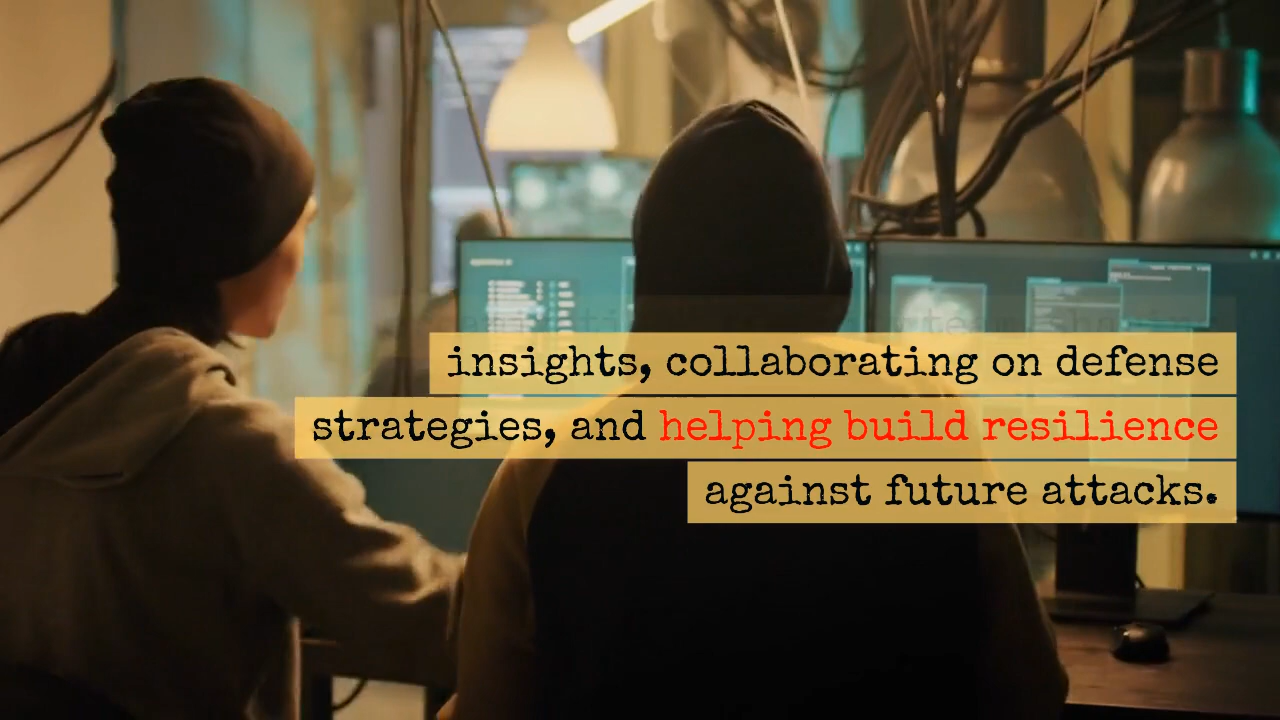 insights, collaborating on defense
strategies, and helping build resilience
against future attacks.